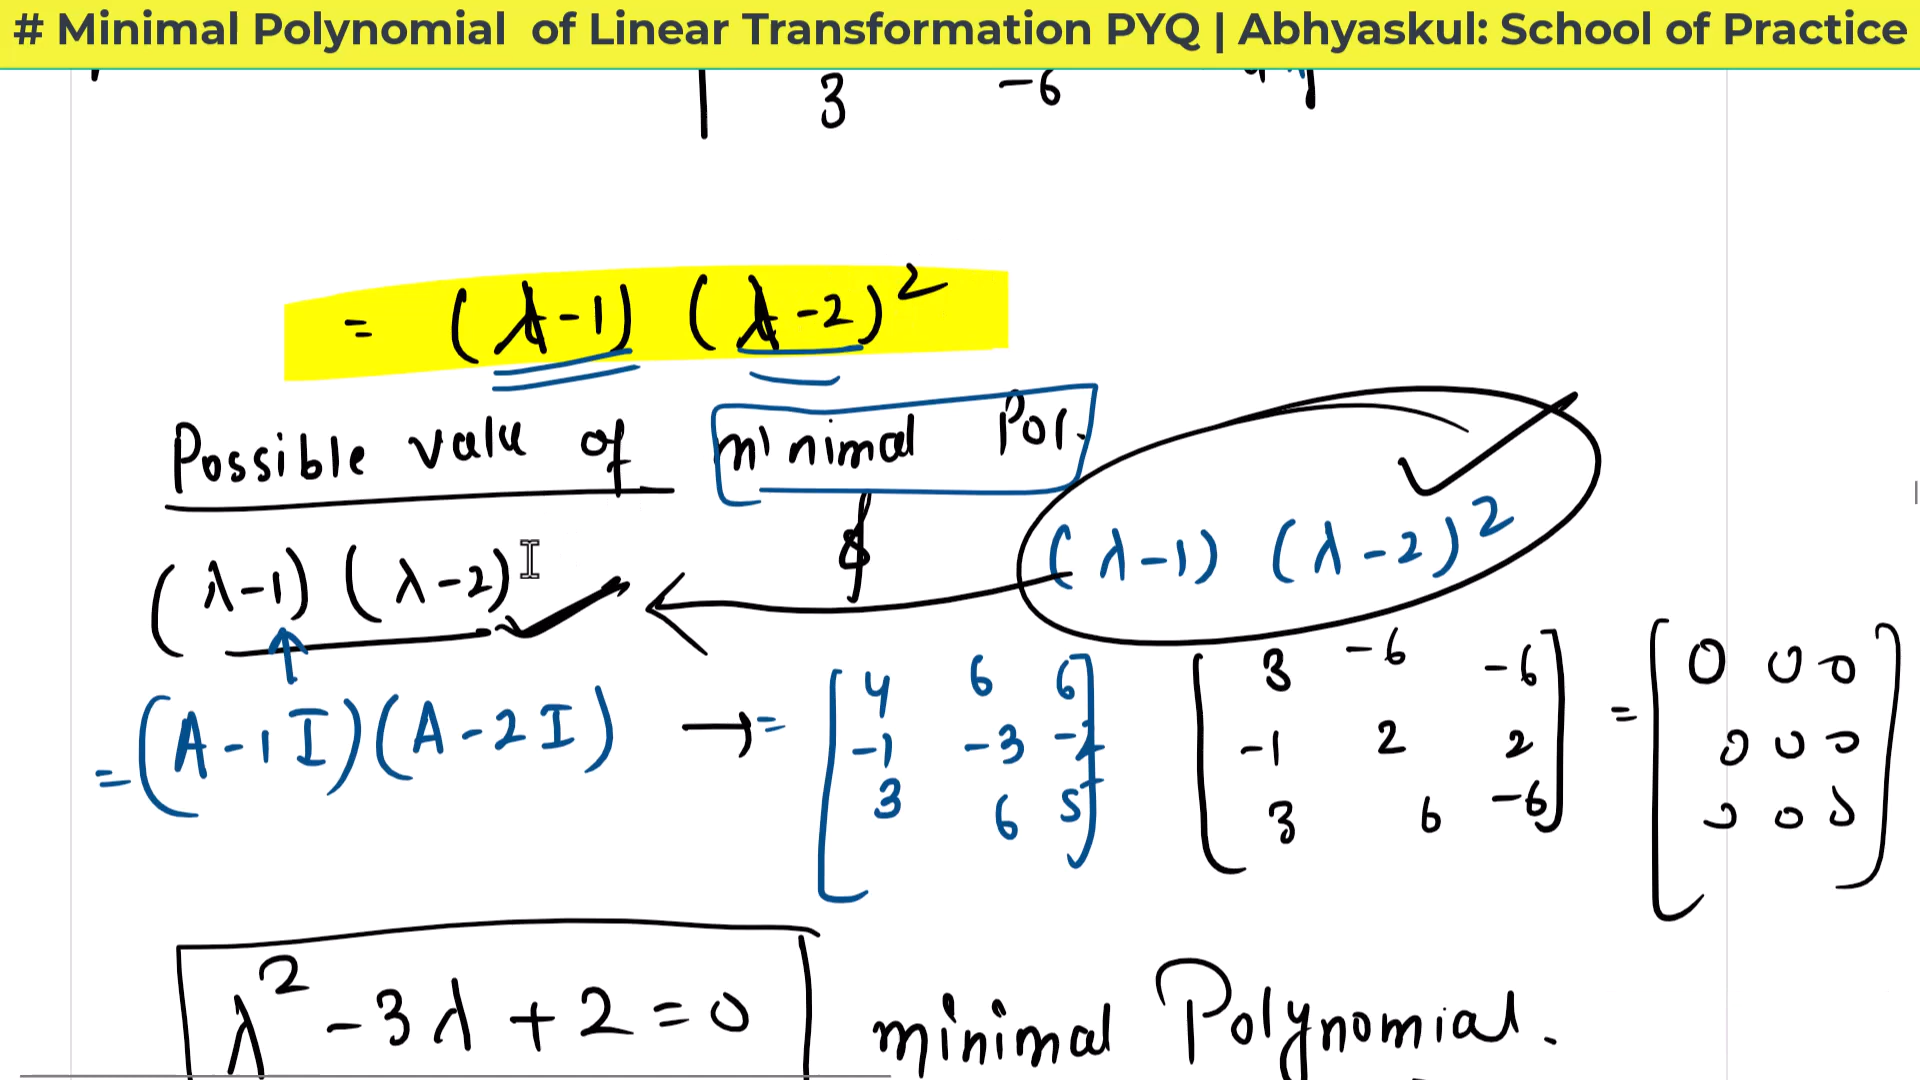 # Minimal Polynomial of Linear Transformation PYQ | Abhyaskul: School of Practice
3 -6
= (λ-1) (λ-2)²
Possible value of minimal Pol.
(λ-1) (λ-2) (λ-1) (λ-2)²
=(A-1I)(A-2I) → = [4 6 6 [3 -6 -6] = [0 0 0
-1 -3 -2 -1 2 2 0 0 0
3 6 5] 3 6 -6] 0 0 0]
λ² -3λ +2=0 minimal Polynomial.